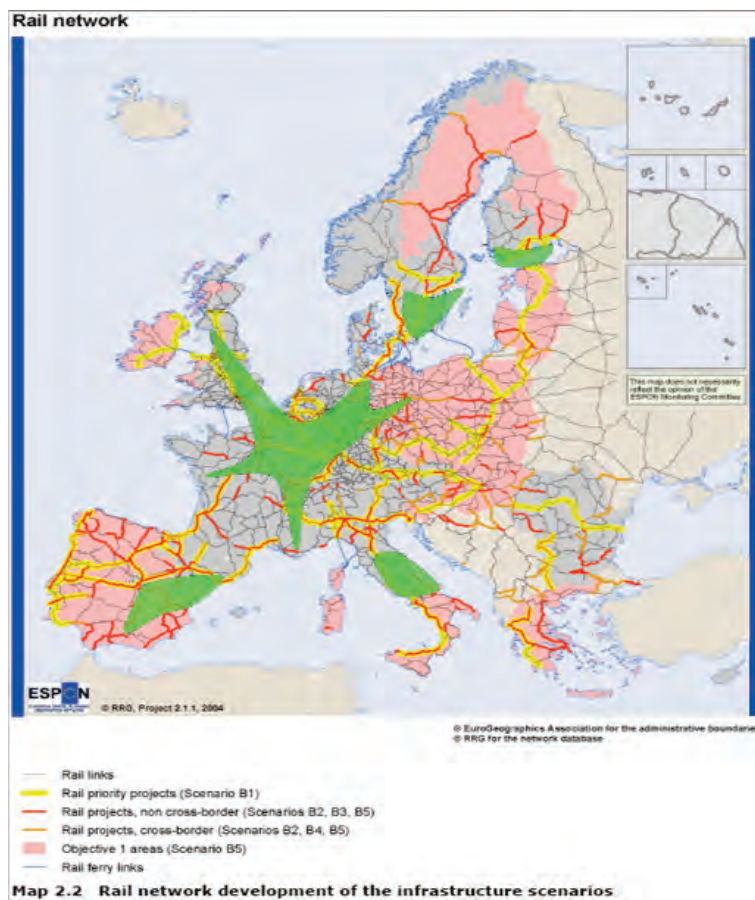 Rail network
This map does not necessarily
reflect the opinion of the
ESPON Monitoring Committee
ESPON
© RRG, Project 2.1.1, 2004
© EuroGeographics Association for the administrative boundarie
© RRG for the network database
Rail links
Rail priority projects (Scenario B1)
Rail projects, non cross-border (Scenarios B2, B3, B5)
Rail projects, cross-border (Scenarios B2, B4, B5)
Objective 1 areas (Scenario B5)
Rail ferry links
Map 2.2 Rail network development of the infrastructure scenarios